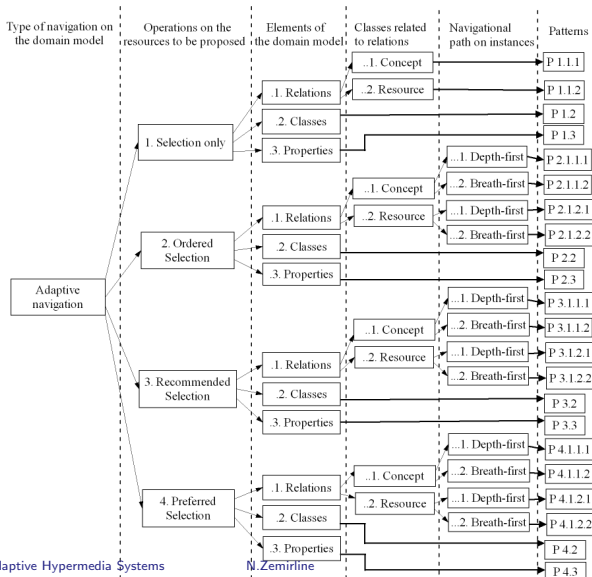 Type of navigation on
the domain model
Operations on the
resources to be proposed
Elements of
the domain model
Classes related
to relations
Navigational
path on instances
Patterns
..1. Concept
P 1.1.1
.1. Relations
..2. Resource
P 1.1.2
.2. Classes
P 1.2
1. Selection only
.3. Properties
P 1.3
...1. Depth-first
P 2.1.1.1
..1. Concept
...2. Breath-first
P 2.1.1.2
.1. Relations
..2. Resource
...1. Depth-first
P 2.1.2.1
...2. Breath-first
P 2.1.2.2
2. Ordered
Selection
.2. Classes
P 2.2
.3. Properties
P 2.3
Adaptive
navigation
...1. Depth-first
P 3.1.1.1
..1. Concept
...2. Breath-first
P 3.1.1.2
.1. Relations
..2. Resource
...1. Depth-first
P 3.1.2.1
...2. Breath-first
P 3.1.2.2
3. Recommended
Selection
.2. Classes
P 3.2
.3. Properties
P 3.3
...1. Depth-first
P 4.1.1.1
..1. Concept
...2. Breath-first
P 4.1.1.2
.1. Relations
..2. Resource
...1. Depth-first
P 4.1.2.1
...2. Breath-first
P 4.1.2.2
4. Preferred
Selection
.2. Classes
P 4.2
.3. Properties
P 4.3
daptive Hypermedia Systems
N.Zemirline